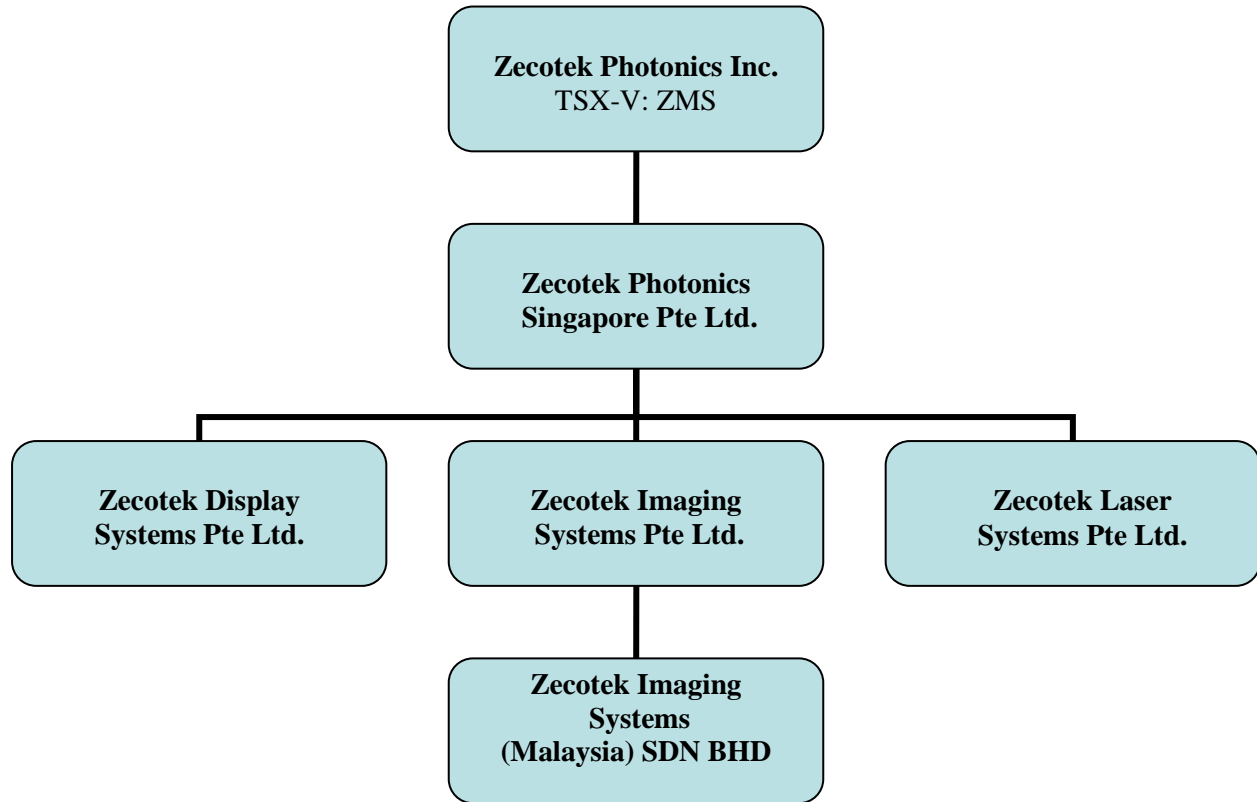 Zecotek Photonics Inc.
TSX-V: ZMS
Zecotek Photonics
Singapore Pte Ltd.
Zecotek Display
Systems Pte Ltd.
Zecotek Imaging
Systems Pte Ltd.
Zecotek Laser
Systems Pte Ltd.
Zecotek Imaging
Systems
(Malaysia) SDN BHD